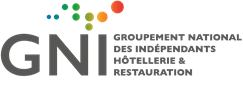 GNI
GROUPEMENT NATIONAL
DES INDÉPENDANTS
HÔTELLERIE &
RESTAURATION